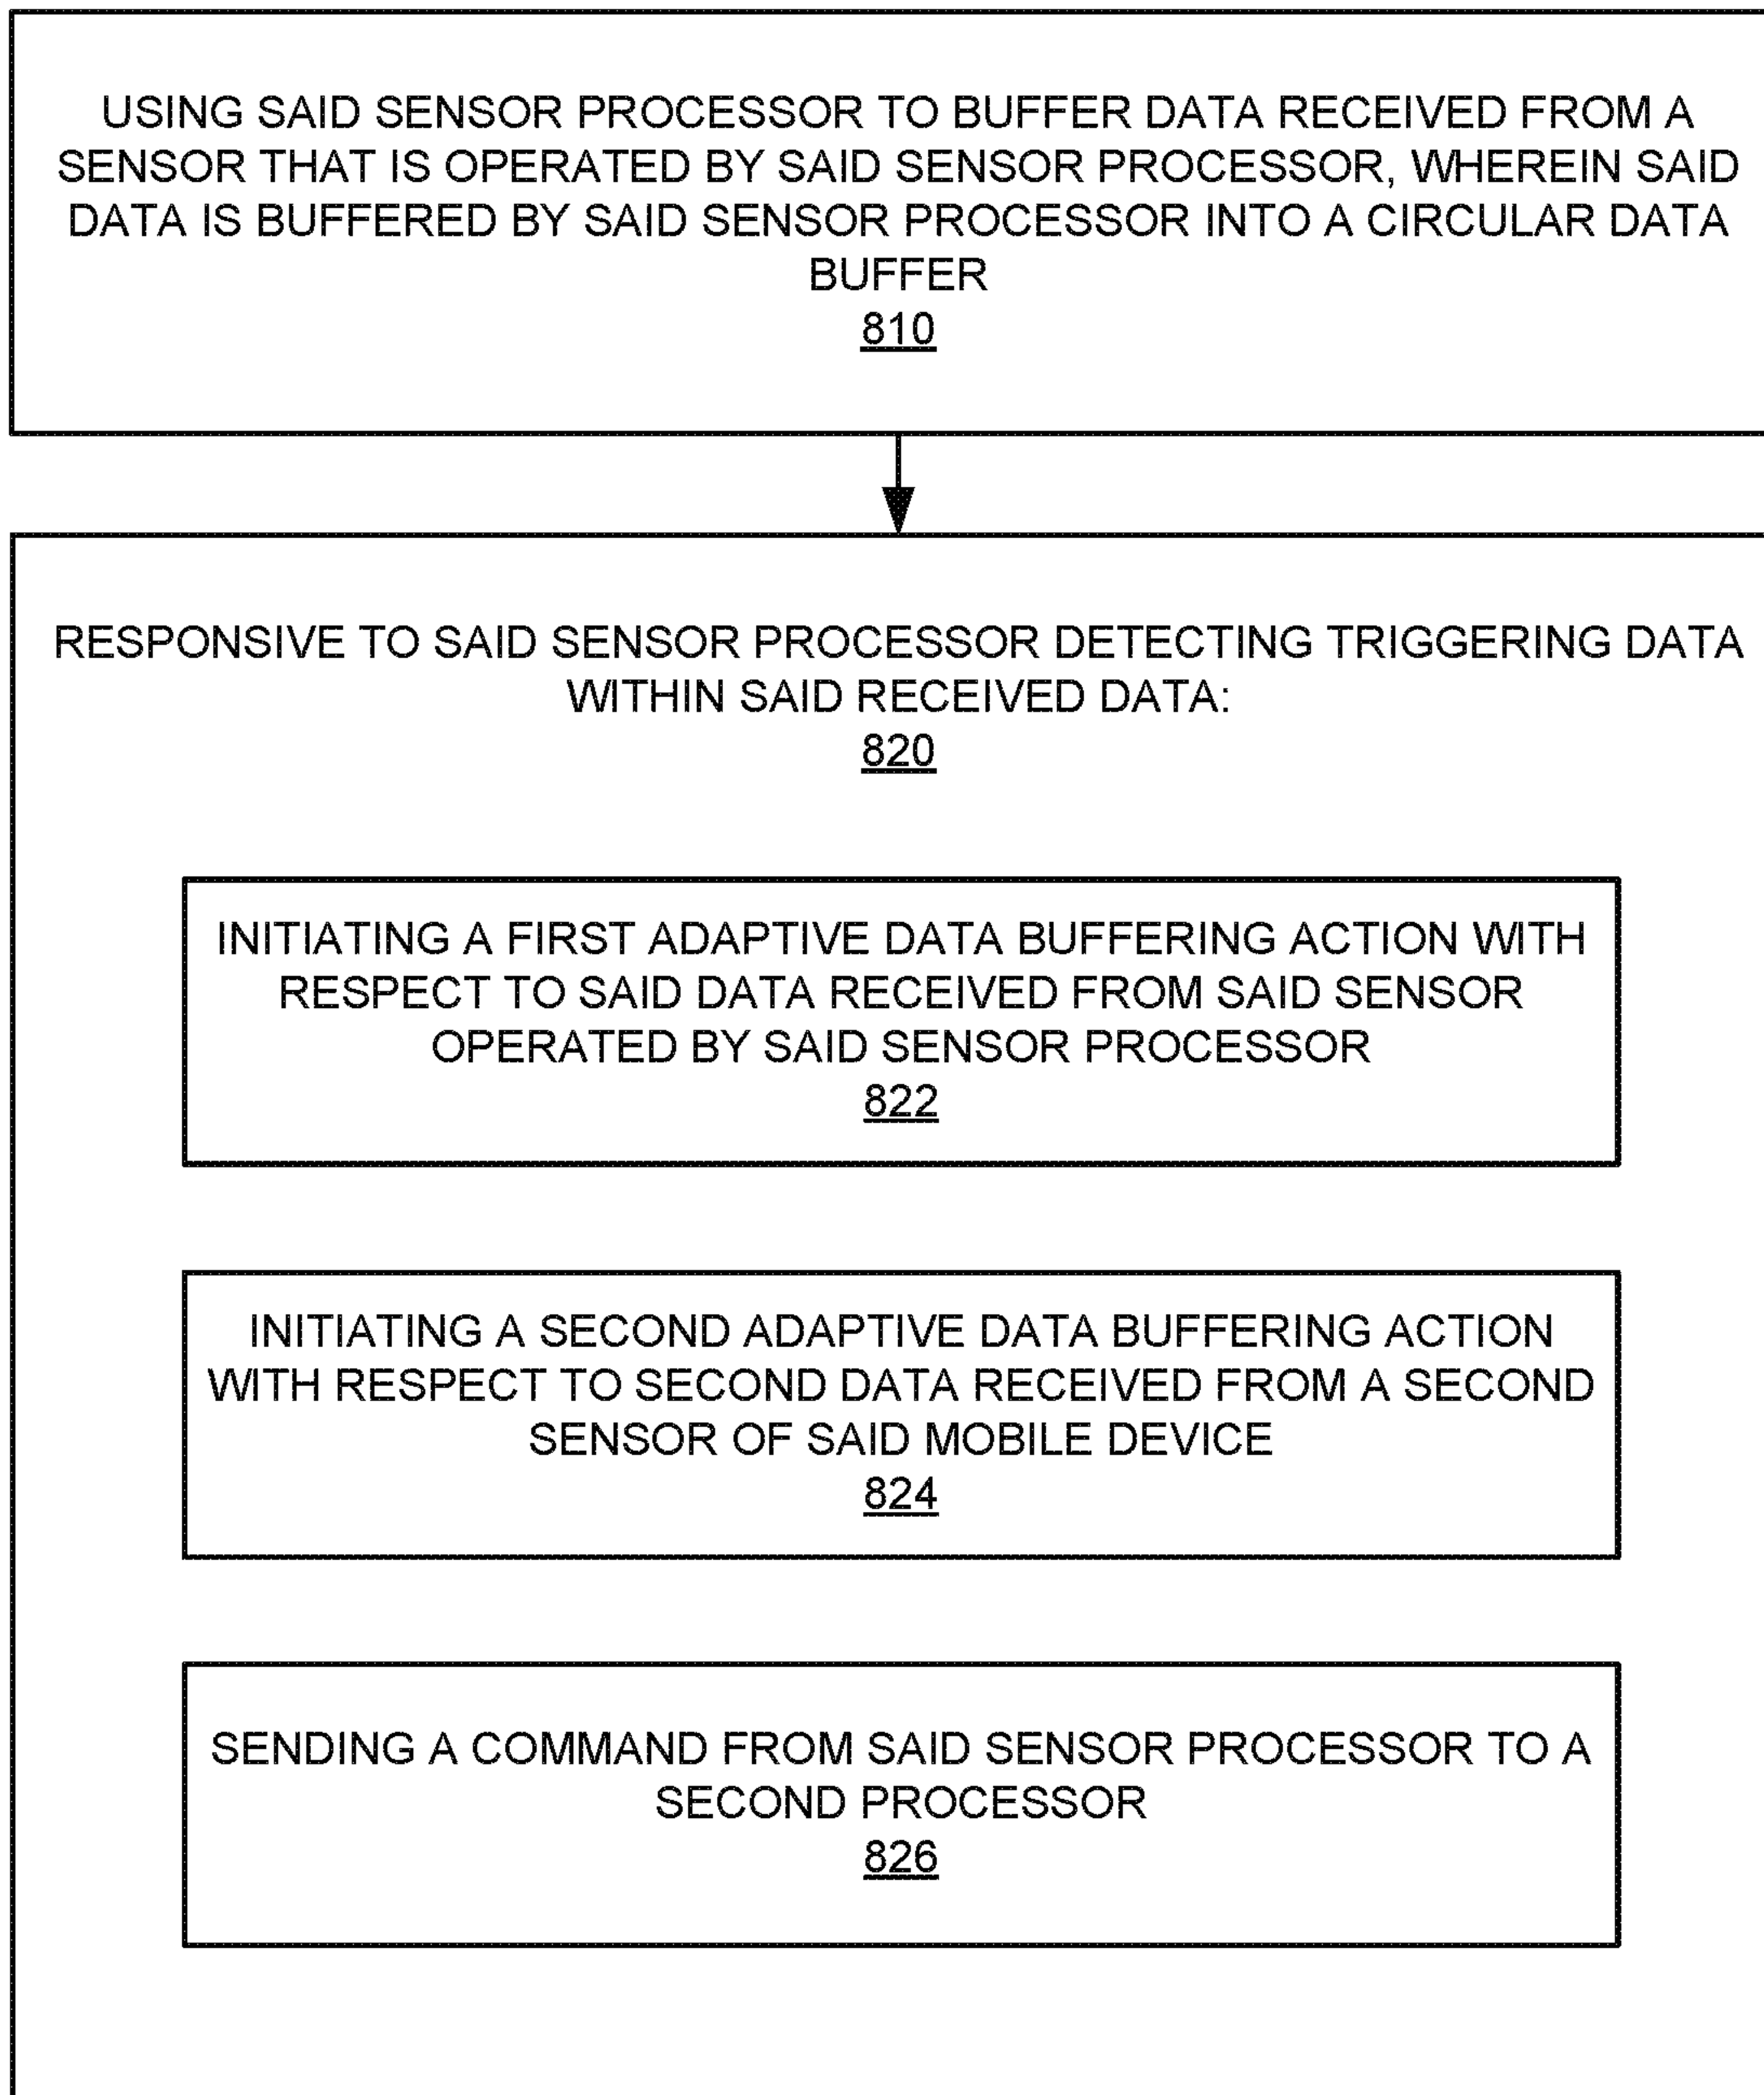 USING SAID SENSOR PROCESSOR TO BUFFER DATA RECEIVED FROM A
SENSOR THAT IS OPERATED BY SAID SENSOR PROCESSOR, WHEREIN SAID
DATA IS BUFFERED BY SAID SENSOR PROCESSOR INTO A CIRCULAR DATA
BUFFER
810
RESPONSIVE TO SAID SENSOR PROCESSOR DETECTING TRIGGERING DATA
WITHIN SAID RECEIVED DATA:
820
INITIATING A FIRST ADAPTIVE DATA BUFFERING ACTION WITH
RESPECT TO SAID DATA RECEIVED FROM SAID SENSOR
OPERATED BY SAID SENSOR PROCESSOR
822
INITIATING A SECOND ADAPTIVE DATA BUFFERING ACTION
WITH RESPECT TO SECOND DATA RECEIVED FROM A SECOND
SENSOR OF SAID MOBILE DEVICE
824
SENDING A COMMAND FROM SAID SENSOR PROCESSOR TO A
SECOND PROCESSOR
826